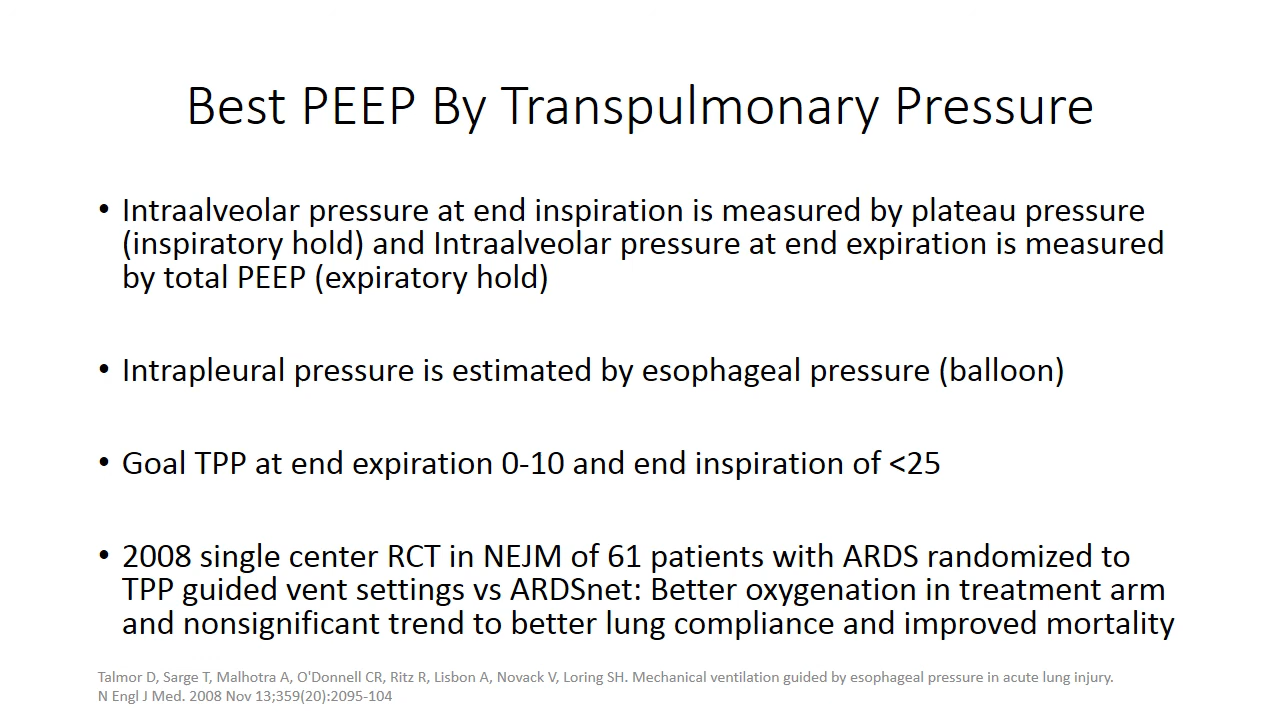 Best PEEP By Transpulmonary Pressure
• Intraalveolar pressure at end inspiration is measured by plateau pressure
(inspiratory hold) and Intraalveolar pressure at end expiration is measured
by total PEEP (expiratory hold)
• Intrapleural pressure is estimated by esophageal pressure (balloon)
• Goal TPP at end expiration 0-10 and end inspiration of <25
• 2008 single center RCT in NEJM of 61 patients with ARDS randomized to
TPP guided vent settings vs ARDSnet: Better oxygenation in treatment arm
and nonsignificant trend to better lung compliance and improved mortality
Talmor D, Sarge T, Malhotra A, O'Donnell CR, Ritz R, Lisbon A, Novack V, Loring SH. Mechanical ventilation guided by esophageal pressure in acute lung injury.
N Engl J Med. 2008 Nov 13;359(20):2095-104